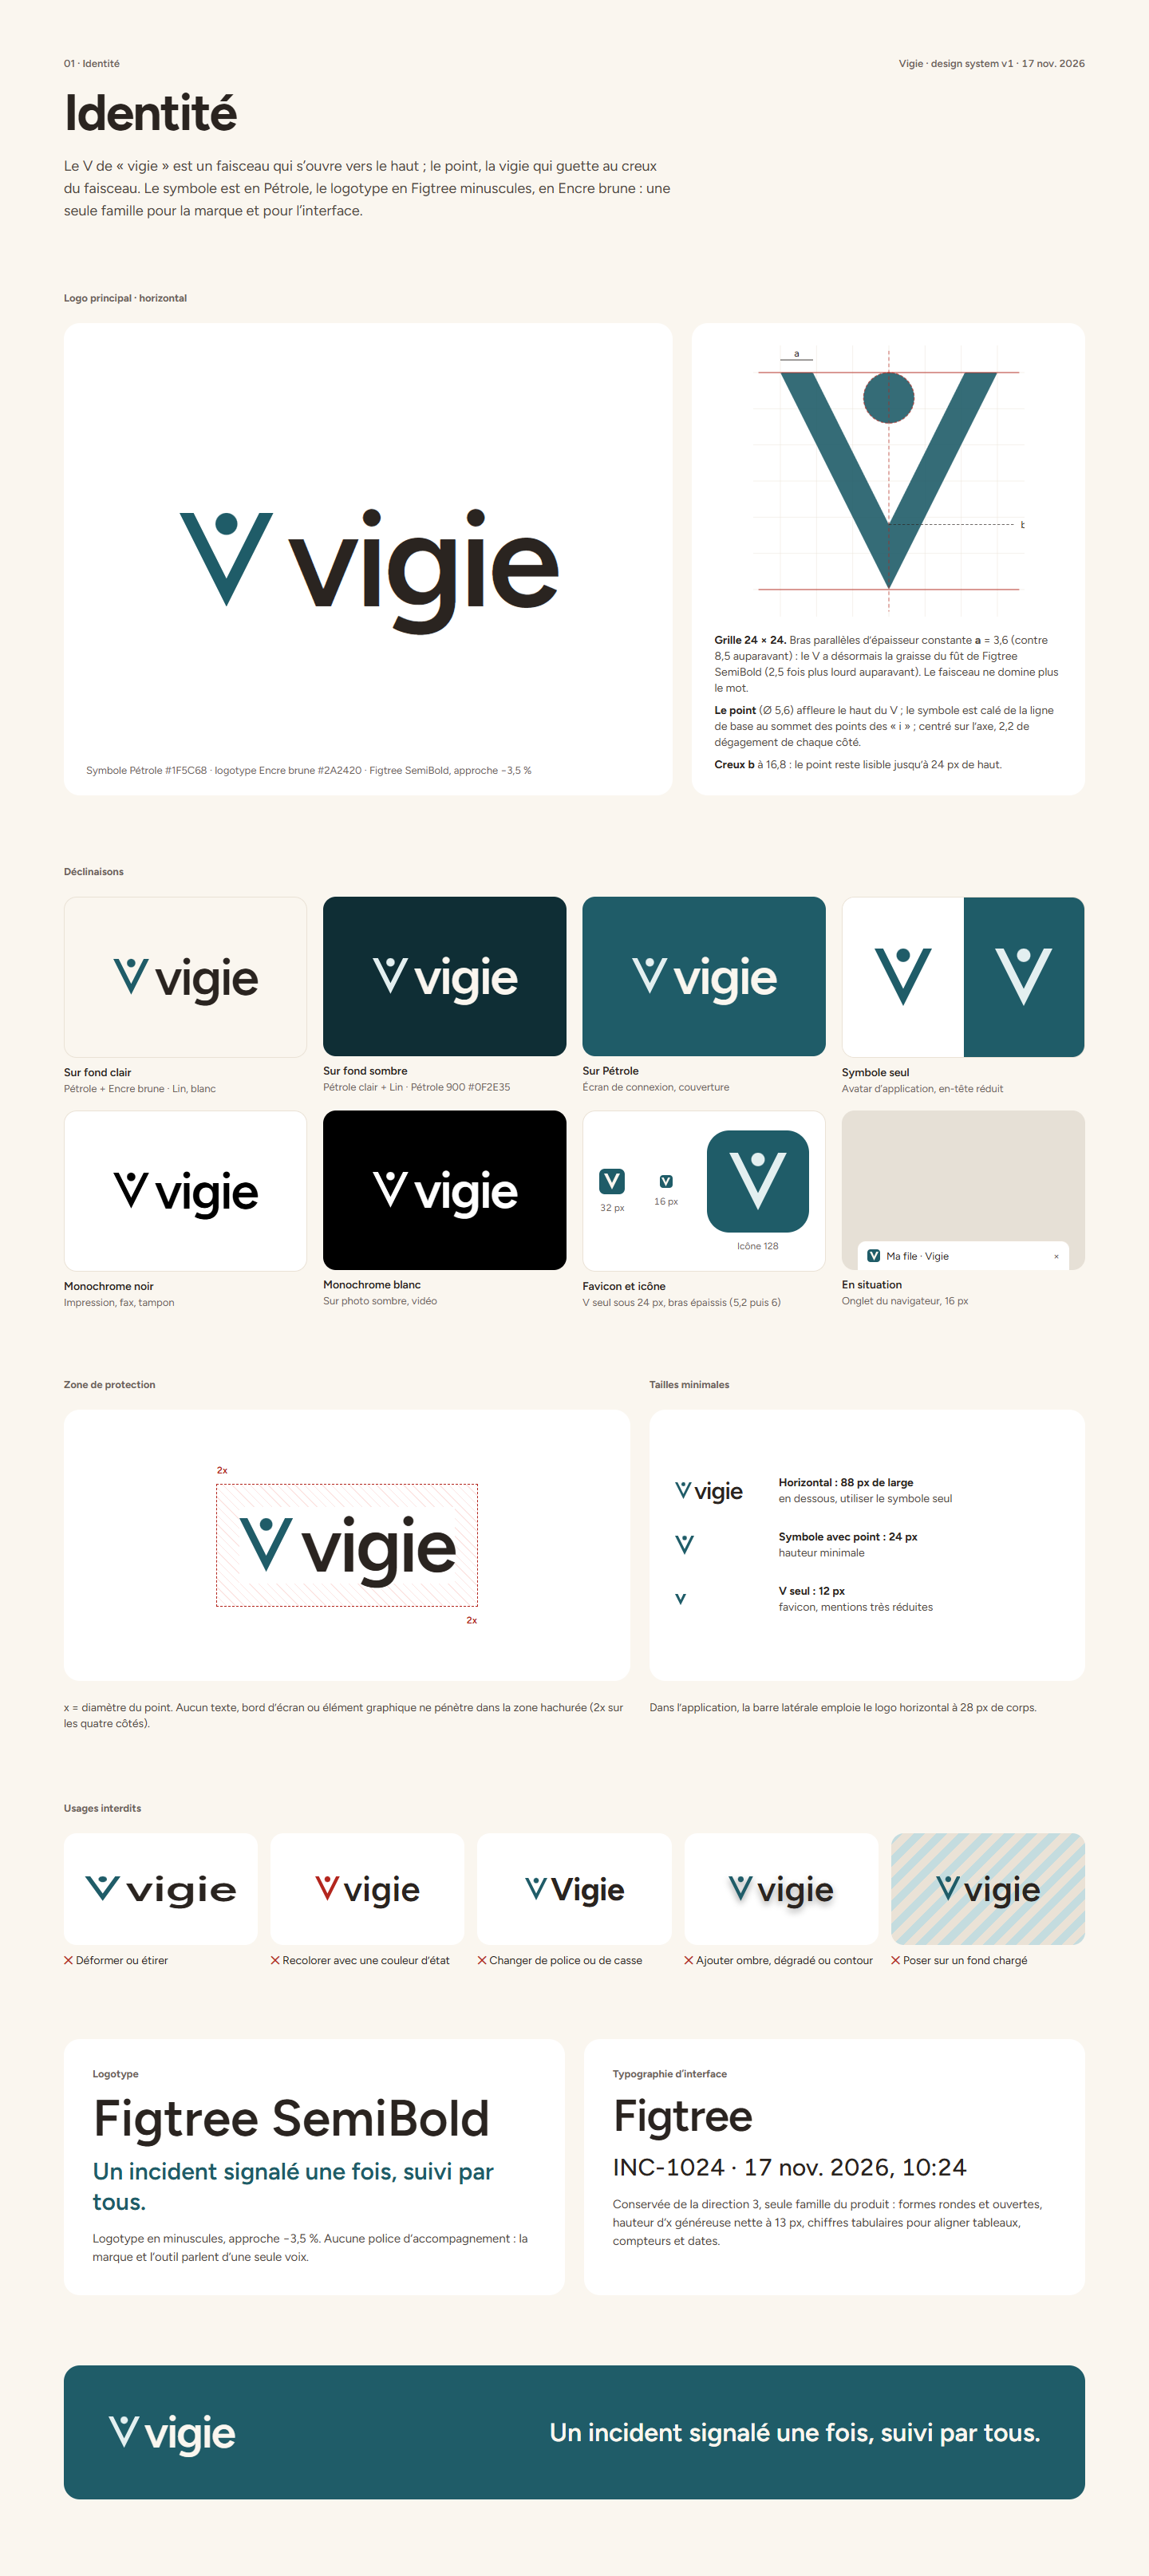 01 · Identité
Vigie · design system v1 · 17 nov. 2026
Identité
Le V de « vigie » est un faisceau qui s’ouvre vers le haut ; le point, la vigie qui guette au creux
du faisceau. Le symbole est en Pétrole, le logotype en Figtree minuscules, en Encre brune : une
seule famille pour la marque et pour l’interface.
Logo principal · horizontal
vigie
Symbole Pétrole #1F5C68 · logotype Encre brune #2A2420 · Figtree SemiBold, approche −3,5 %
a
Grille 24 × 24. Bras parallèles d’épaisseur constante a = 3,6 (contre
8,5 auparavant) : le V a désormais la graisse du fût de Figtree
SemiBold (2,5 fois plus lourd auparavant). Le faisceau ne domine plus
le mot.
Le point (Ø 5,6) affleure le haut du V ; le symbole est calé de la ligne
de base au sommet des points des « i » ; centré sur l’axe, 2,2 de
dégagement de chaque côté.
Creux b à 16,8 : le point reste lisible jusqu’à 24 px de haut.
Déclinaisons
vigie
vigie
vigie
Sur fond clair
Pétrole + Encre brune · Lin, blanc
Sur fond sombre
Pétrole clair + Lin · Pétrole 900 #0F2E35
Sur Pétrole
Écran de connexion, couverture
Symbole seul
Avatar d’application, en-tête réduit
vigie
vigie
32 px
16 px
Icône 128
Ma file · Vigie
×
Monochrome noir
Impression, fax, tampon
Monochrome blanc
Sur photo sombre, vidéo
Favicon et icône
V seul sous 24 px, bras épaissis (5,2 puis 6)
En situation
Onglet du navigateur, 16 px
Zone de protection
2x
vigie
2x
x = diamètre du point. Aucun texte, bord d’écran ou élément graphique ne pénètre dans la zone hachurée (2x sur
les quatre côtés).
Tailles minimales
vigie
Horizontal : 88 px de large
en dessous, utiliser le symbole seul
Symbole avec point : 24 px
hauteur minimale
V seul : 12 px
favicon, mentions très réduites
Dans l’application, la barre latérale emploie le logo horizontal à 28 px de corps.
Usages interdits
vigie
vigie
Vigie
vigie
vigie
Déformer ou étirer
Recolorer avec une couleur d’état
Changer de police ou de casse
Ajouter ombre, dégradé ou contour
Poser sur un fond chargé
Logotype
Figtree SemiBold
Un incident signalé une fois, suivi par
tous.
Logotype en minuscules, approche −3,5 %. Aucune police d’accompagnement : la
marque et l’outil parlent d’une seule voix.
Typographie d’interface
Figtree
INC-1024 · 17 nov. 2026, 10:24
Conservée de la direction 3, seule famille du produit : formes rondes et ouvertes,
hauteur d’x généreuse nette à 13 px, chiffres tabulaires pour aligner tableaux,
compteurs et dates.
vigie
Un incident signalé une fois, suivi par tous.